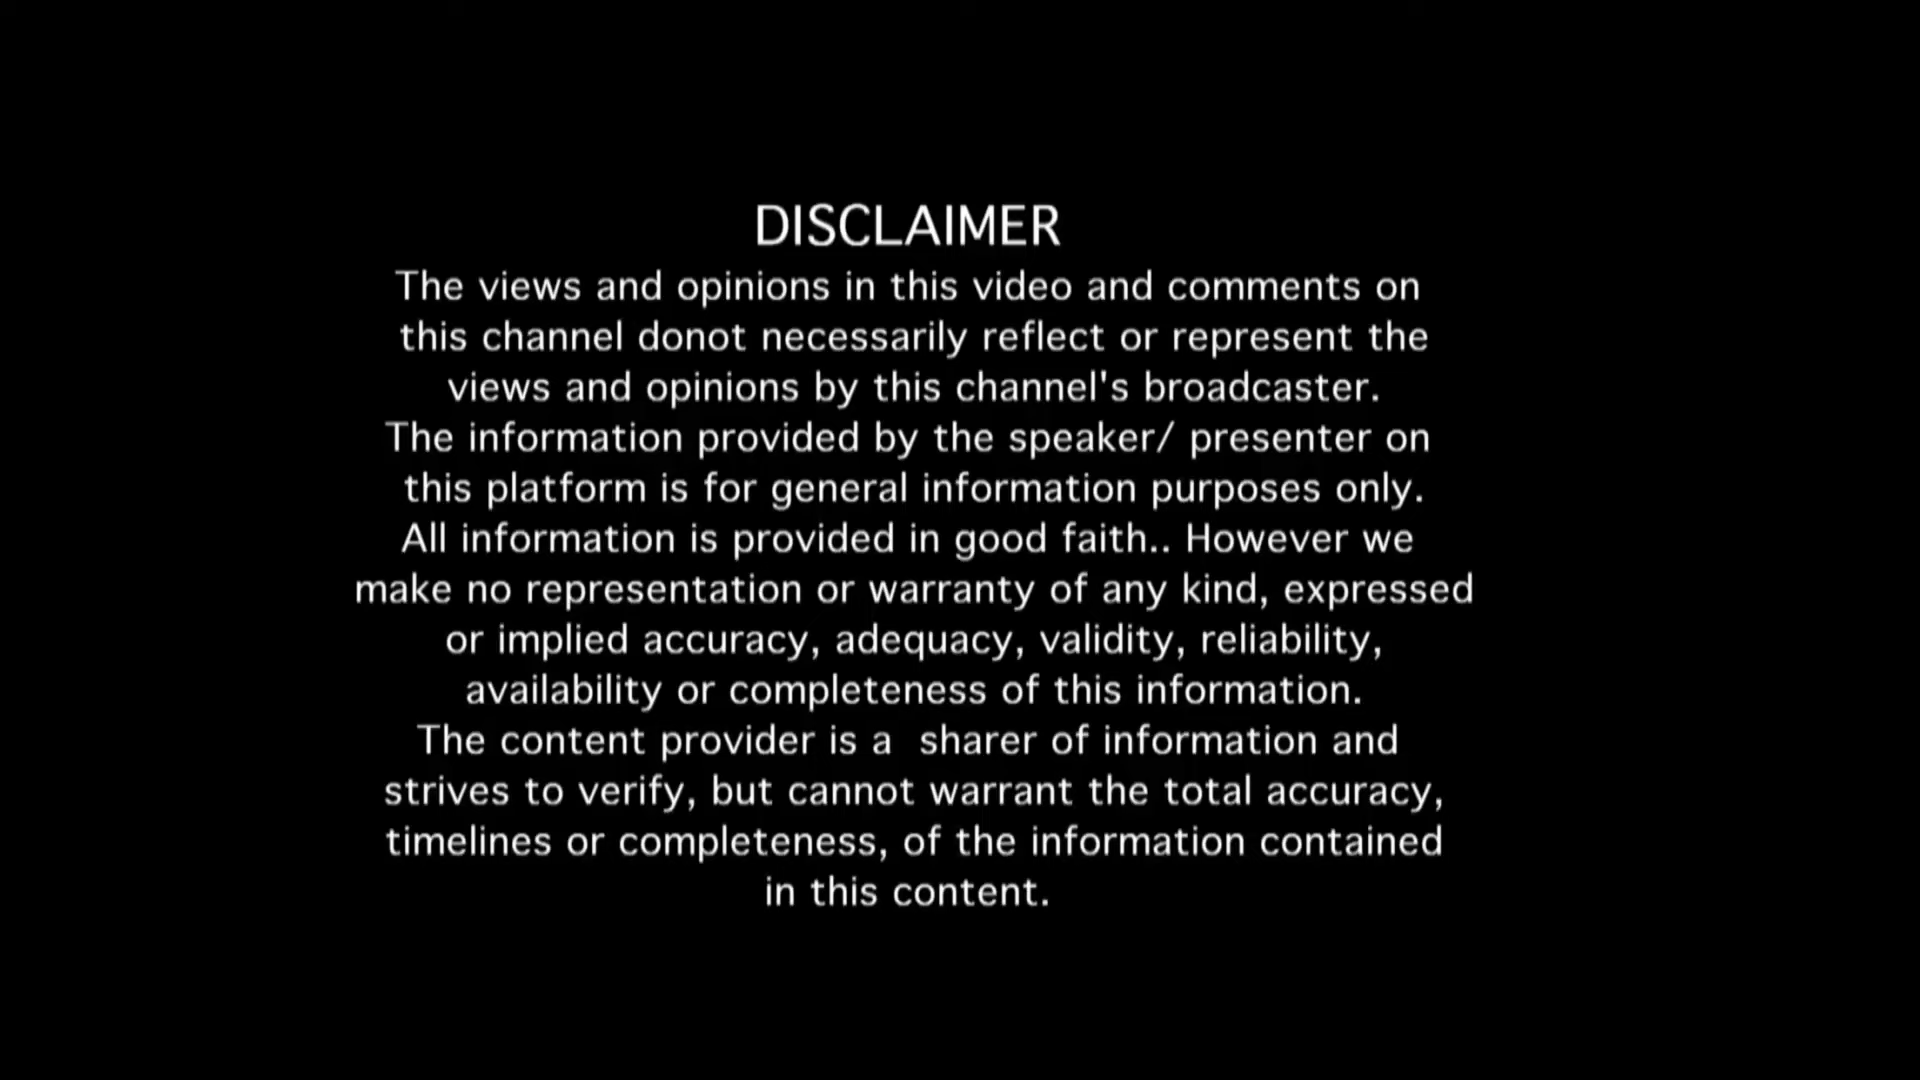 DISCLAIMER
The views and opinions in this video and comments on
this channel donot necessarily reflect or represent the
views and opinions by this channel's broadcaster.
The information provided by the speaker/ presenter on
this platform is for general information purposes only.
All information is provided in good faith.. However we
make no representation or warranty of any kind, expressed
or implied accuracy, adequacy, validity, reliability,
availability or completeness of this information.
The content provider is a  sharer of information and
strives to verify, but cannot warrant the total accuracy,
timelines or completeness, of the information contained
in this content.